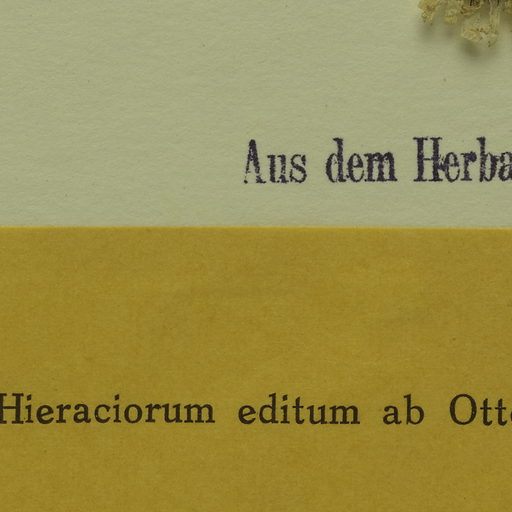 Aus dem Herba
Hieraciorum editum ab Otto